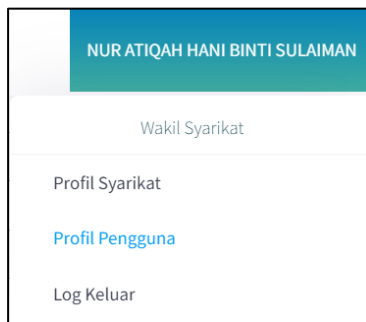 NUR ATIQAH HANI BINTI SULAIMAN
Wakil Syarikat
Profil Syarikat
Profil Pengguna
Log Keluar